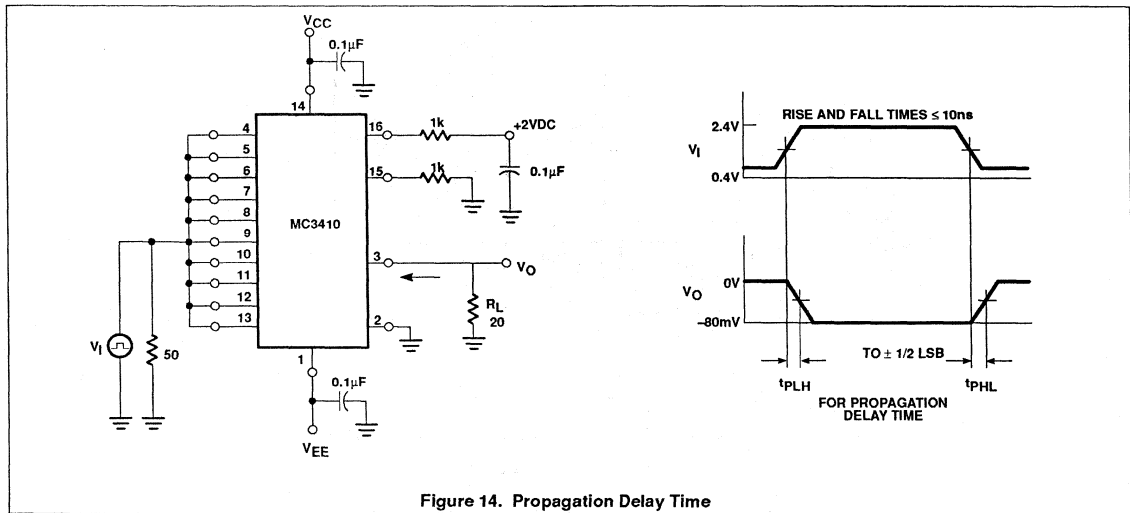 VCC
0.1µF
14
4
5
6
7
8
9
10
11
12
13
16
1k
+2VDC
15
1k
0.1µF
MC3410
3
VO
RL
20
2
VI
50
1
0.1µF
VEE
RISE AND FALL TIMES ≤ 10ns
2.4V
VI
0.4V
0V
VO
–80mV
TO ± 1/2 LSB
tPLH
tPHL
FOR PROPAGATION
DELAY TIME
Figure 14. Propagation Delay Time